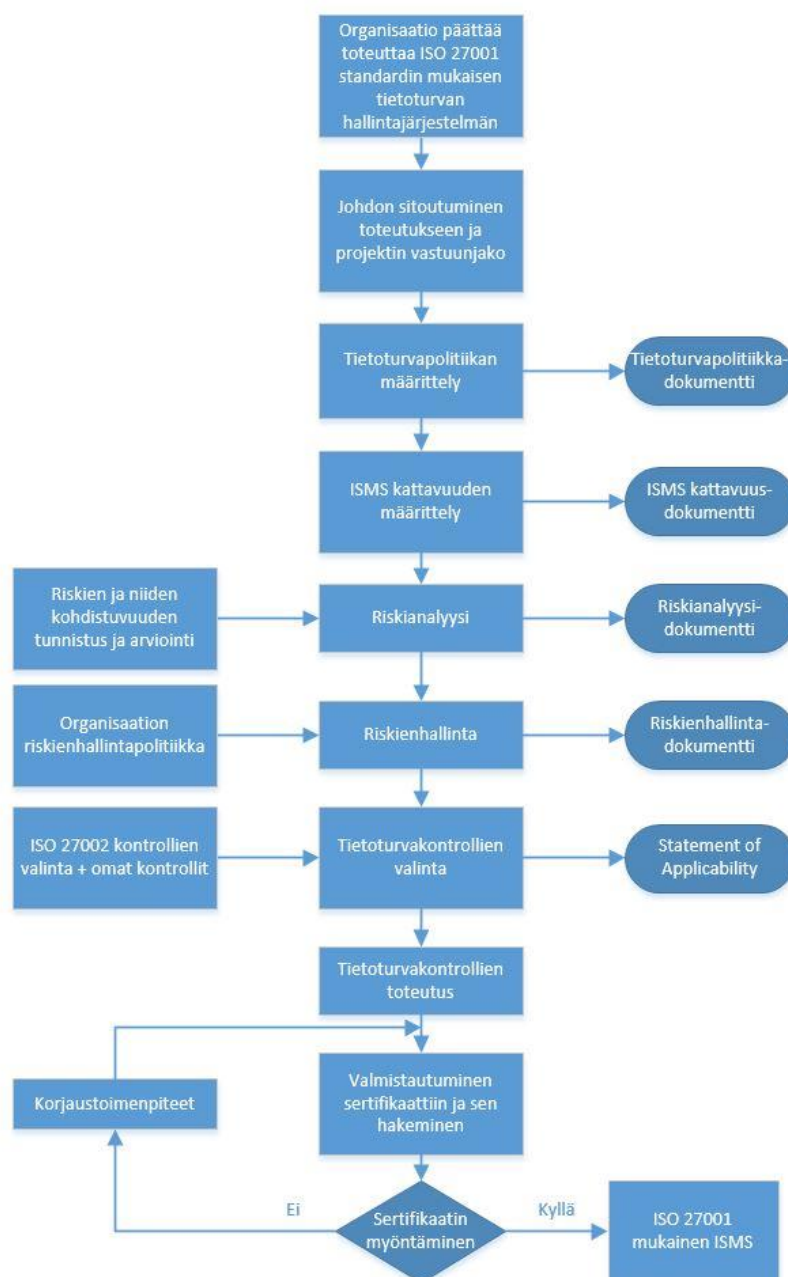 Organisaatio päättää
toteuttaa ISO 27001
standardin mukaisen
tietoturvan
hallintajärjestelmän
Johdon sitoutuminen
toteutukseen ja
projektin vastuunjako
Tietoturvapolitiikan
määrittely
Tietoturvapolitiikka-
dokumentti
ISMS kattavuuden
määrittely
ISMS kattavuus-
dokumentti
Riskien ja niiden
kohdistuvuuden
tunnistus ja arviointi
Riskianalyysi
Riskianalyysi-
dokumentti
Organisaation
riskienhallintapolitiikka
Riskienhallinta
Riskienhallinta-
dokumentti
ISO 27002 kontrollien
valinta + omat kontrollit
Tietoturvakontrollien
valinta
Statement of
Applicability
Tietoturvakontrollien
toteutus
Korjaustoimenpiteet
Valmistautuminen
sertifikaattiin ja sen
hakeminen
Ei
Sertifikaatin
myöntäminen
Kyllä
ISO 27001
mukainen ISMS